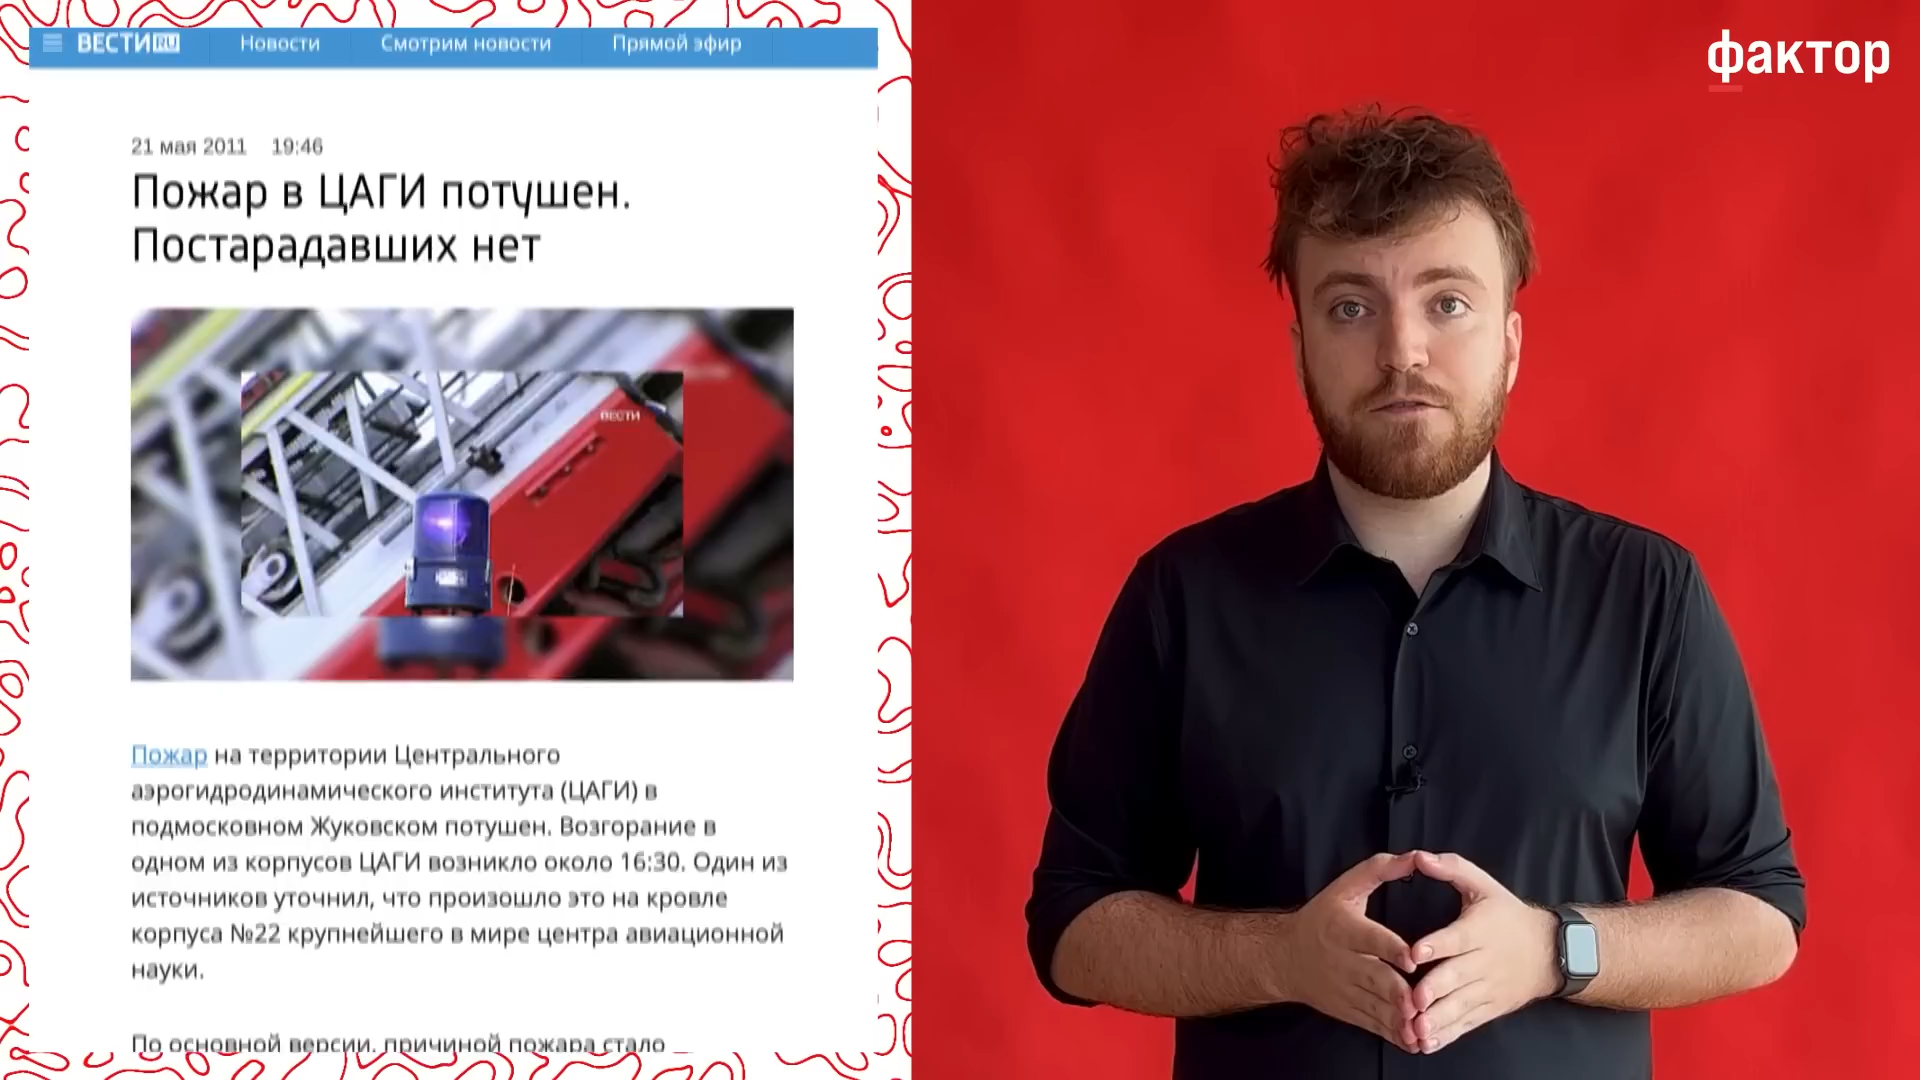 ВЕСТИRU Новости Смотрим новости Прямой эфир
фактор
21 мая 2011 19:46
Пожар в ЦАГИ потушен.
Постарадавших нет
ВЕСТИ
Пожар на территории Центрального
аэрогидродинамического института (ЦАГИ) в
подмосковном Жуковском потушен. Возгорание в
одном из корпусов ЦАГИ возникло около 16:30. Один из
источников уточнил, что произошло это на кровле
корпуса №22 крупнейшего в мире центра авиационной
науки.
По основной версии, причиной пожара стало